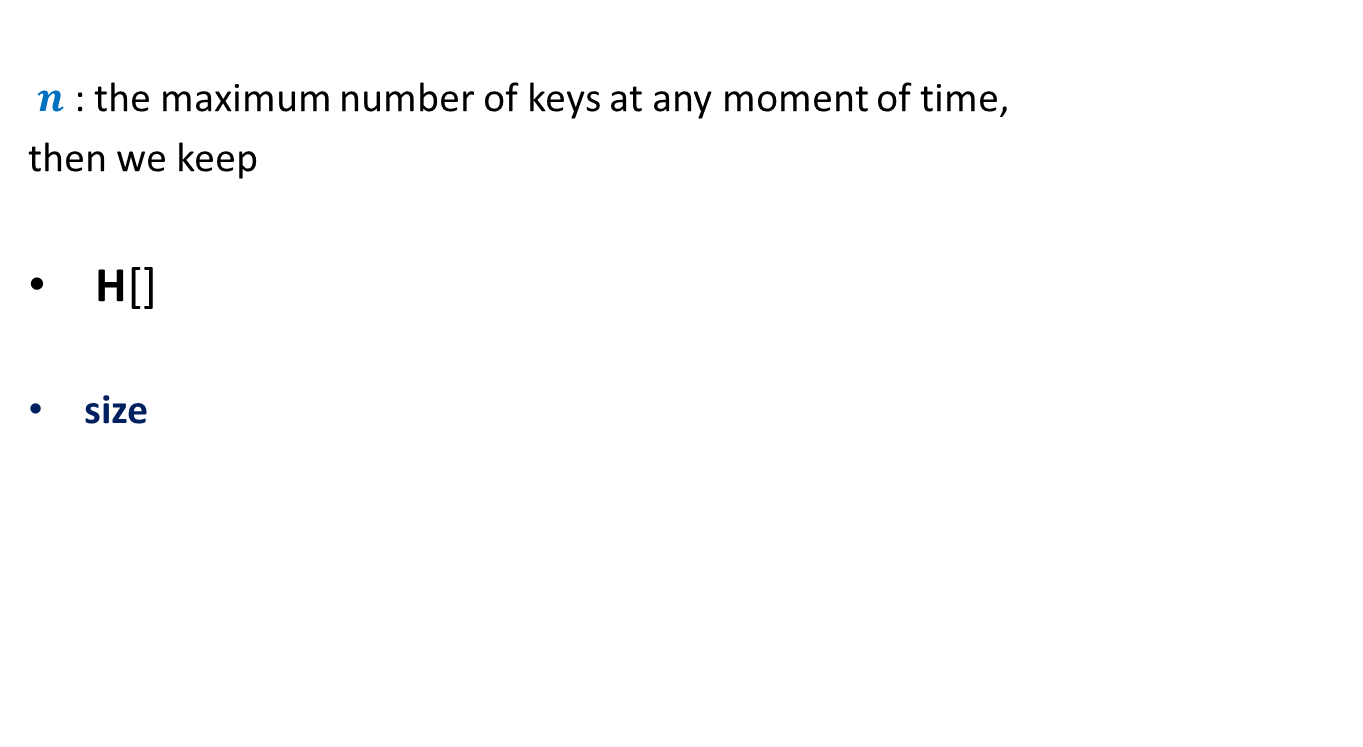 n : the maximum number of keys at any moment of time,
then we keep
• H[]
• size